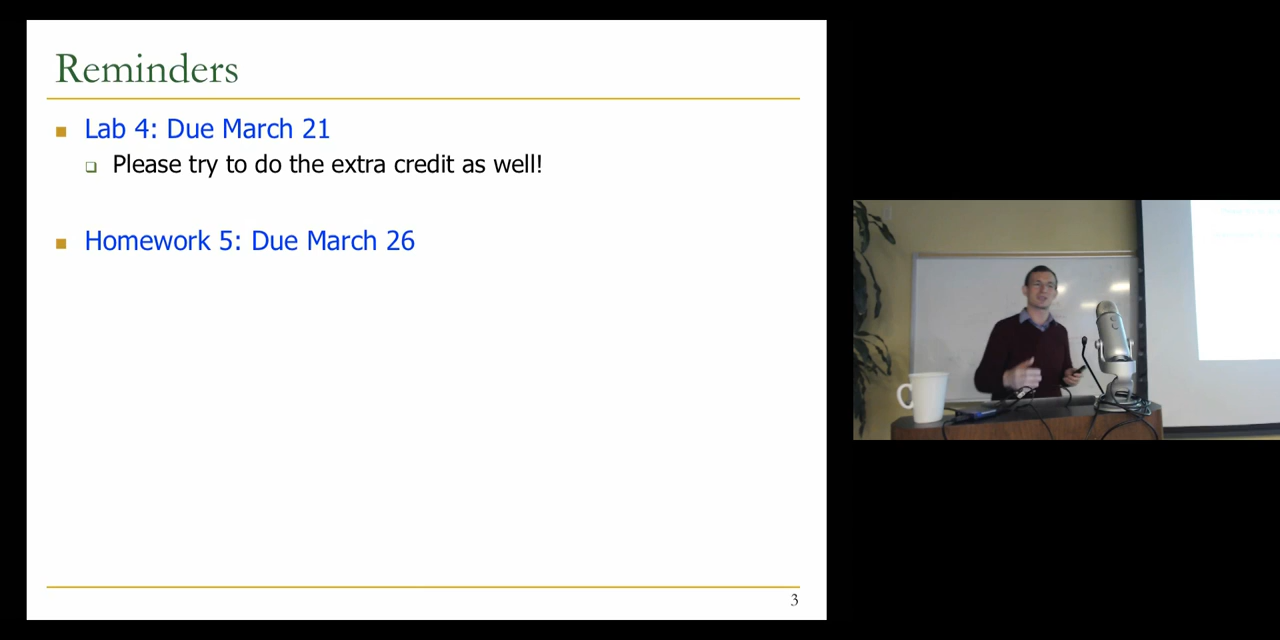 Reminders
Lab 4: Due March 21
Please try to do the extra credit as well!
Homework 5: Due March 26
3